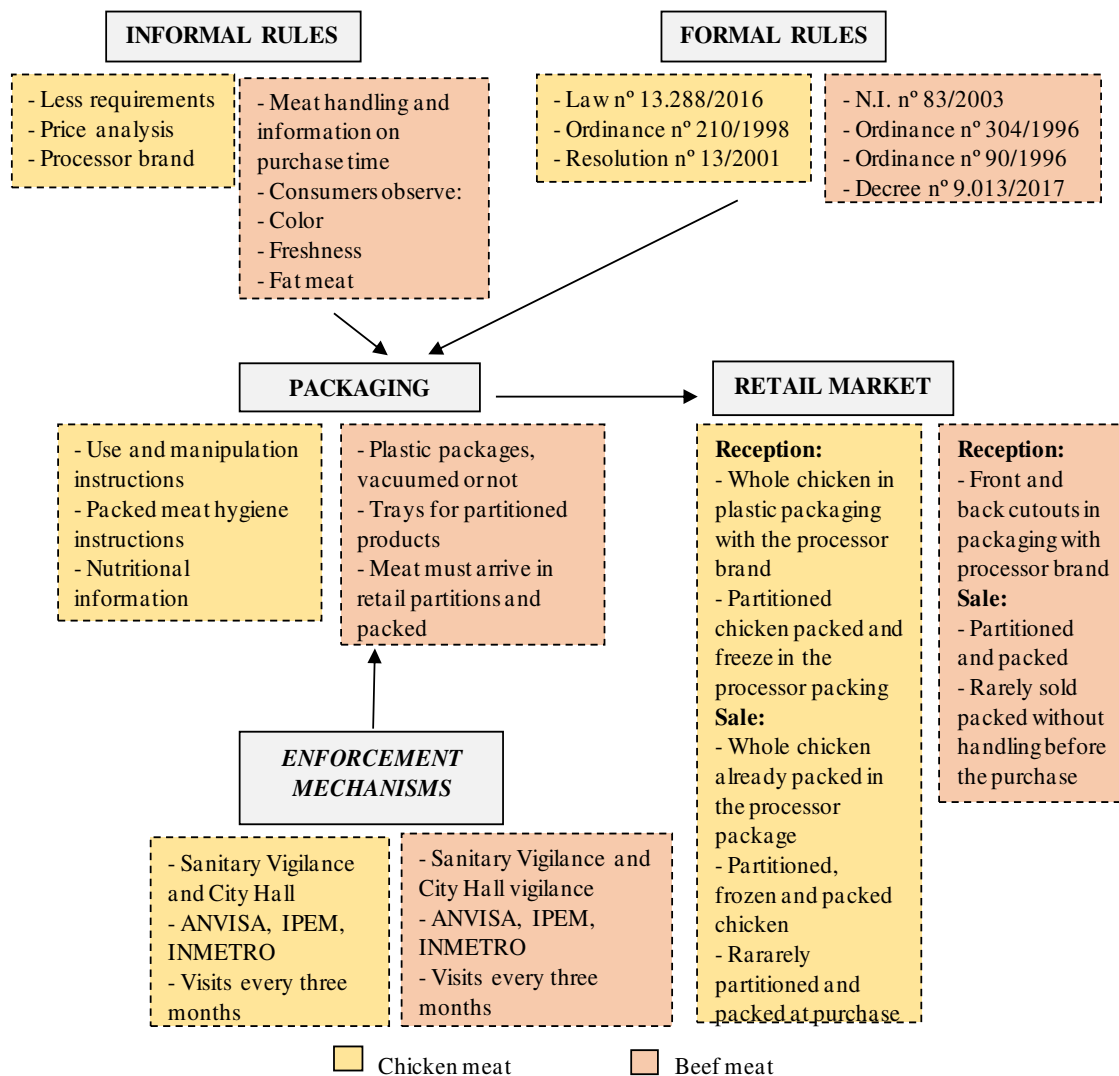 INFORMAL RULES
- Less requirements
- Price analysis
- Processor brand
- Meat handling and
information on
purchase time
- Consumers observe:
- Color
- Freshness
- Fat meat
FORMAL RULES
- Law nº 13.288/2016
- Ordinance nº 210/1998
- Resolution nº 13/2001
- N.I. nº 83/2003
- Ordinance nº 304/1996
- Ordinance nº 90/1996
- Decree nº 9.013/2017
PACKAGING
- Use and manipulation
instructions
- Packed meat hygiene
instructions
- Nutritional
information
- Plastic packages,
vacuumed or not
- Trays for partitioned
products
- Meat must arrive in
retail partitions and
packed
RETAIL MARKET
Reception:
- Whole chicken in
plastic packaging
with the processor
brand
- Partitioned
chicken packed and
freeze in the
processor packing
Sale:
- Whole chicken
already packed in
the processor
package
- Partitioned,
frozen and packed
chicken
- Rararely
partitioned and
packed at purchase
Reception:
- Front and
back cutouts in
packaging with
processor brand
Sale:
- Partitioned
and packed
- Rarely sold
packed without
handling before
the purchase
ENFORCEMENT
MECHANISMS
- Sanitary Vigilance
and City Hall
- ANVISA, IPEM,
INMETRO
- Visits every three
months
- Sanitary Vigilance and
City Hall vigilance
- ANVISA, IPEM,
INMETRO
- Visits every three
months
Chicken meat
Beef meat